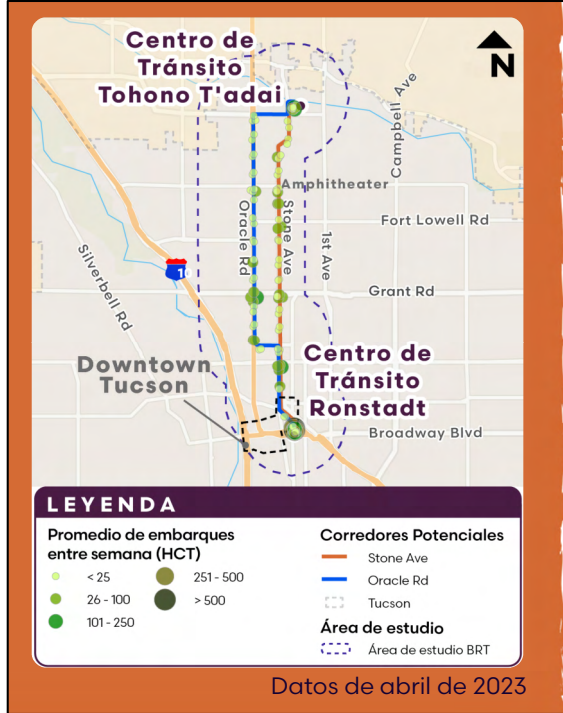 Centro de
Tránsito
Tohono T'adai
N
Campbell Ave
Amphitheater
Fort Lowell Rd
Oracle Rd
Stone Ave
1st Ave
Silverbell Rd
10
Grant Rd
Downtown
Tucson
Centro de
Tránsito
Ronstadt
Broadway Blvd
LEYENDA
Promedio de embarques
entre semana (HCT)
< 25
26 - 100
101 - 250
251 - 500
> 500
Corredores Potenciales
Stone Ave
Oracle Rd
Tucson
Área de estudio
Área de estudio BRT
Datos de abril de 2023